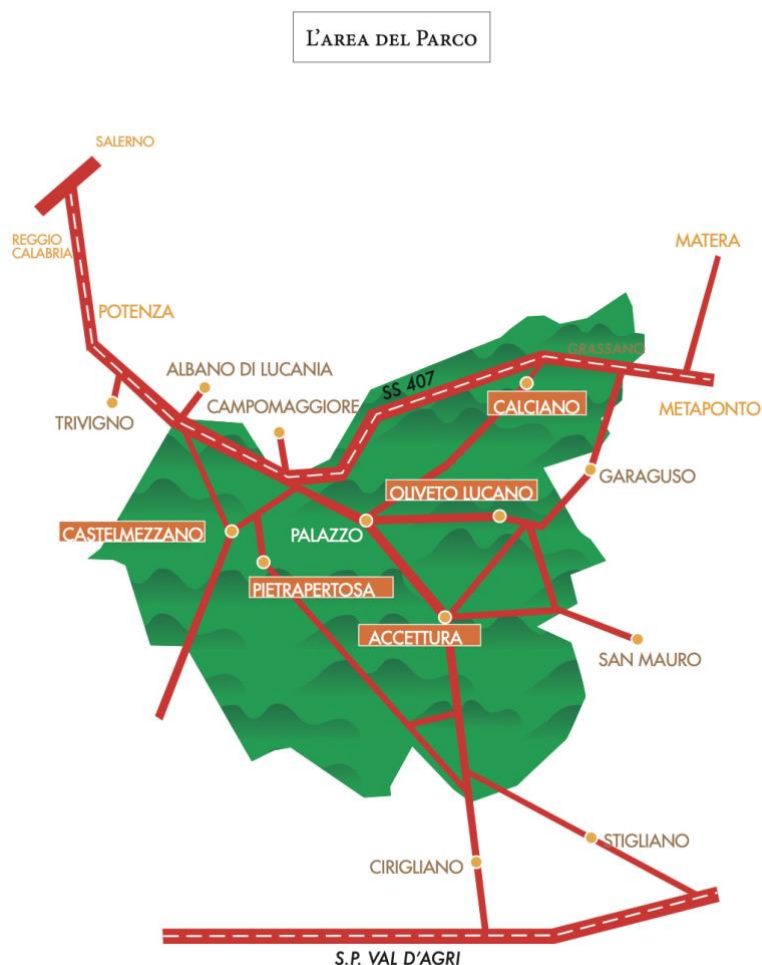 L'AREA DEL PARCO
SALERNO
REGGIO
CALABRIA
MATERA
POTENZA
GRASSANO
ALBANO DI LUCANIA
SS 407
CAMPOMAGGIORE
CALCIANO
METAPONTO
TRIVIGNO
GARAGUSO
OLIVETO LUCANO
CASTELMEZZANO
PALAZZO
PIETRAPERTOSA
ACCETTURA
SAN MAURO
STIGLIANO
CIRIGLIANO
S.P. VAL D'AGRI